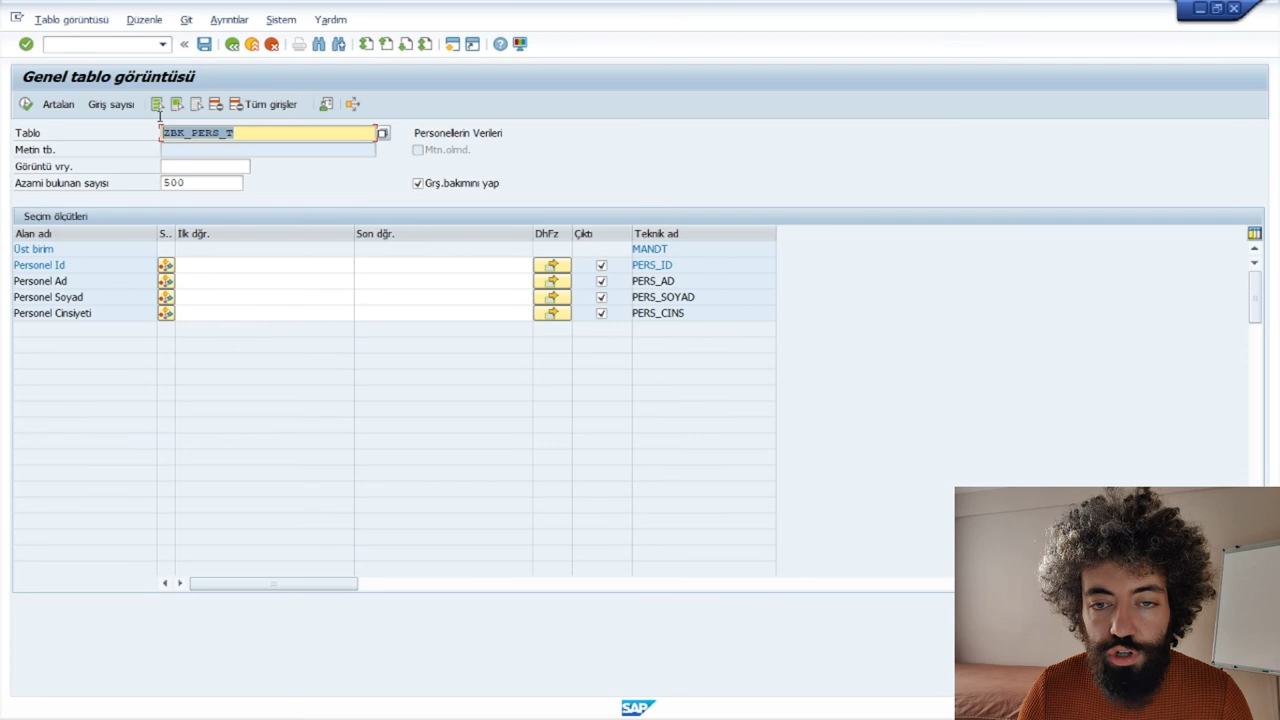 Tablo görüntüsü Düzenle Git Ayrıntılar Sistem Yardım
Genel tablo görüntüsü
Artalan Giriş sayısı Tüm girişler
Tablo ZBK_PERS_T Personellerin Verileri
Metin tb. Mtn.olmd.
Görüntü vry.
Azami bulunan sayısı 500 Grş.bakımını yap
Seçim ölçütleri
Alan adı S.. İlk dğr. Son dğr. DhFz Çıktı Teknik ad
Üst birim MANDT
Personel Id PERS_ID
Personel Ad PERS_AD
Personel Soyad PERS_SOYAD
Personel Cinsiyeti PERS_CINS
SAP